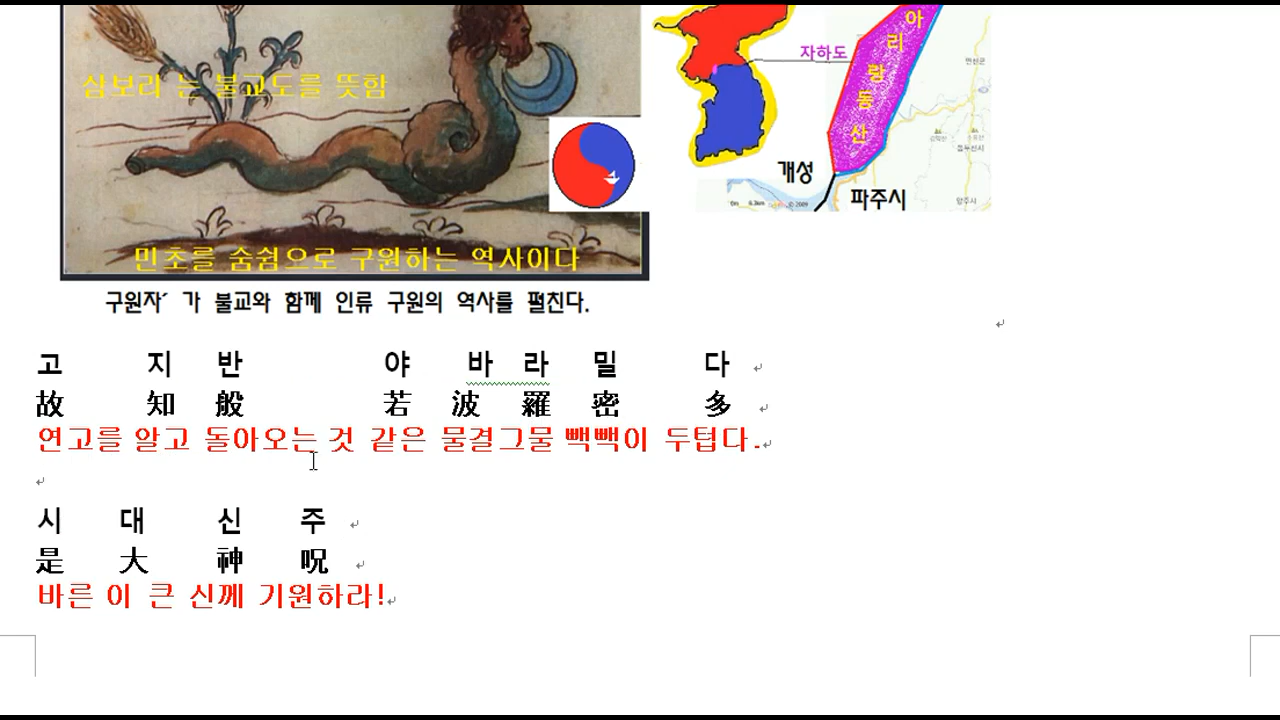 삼보라 는 불교도를 뜻함
민초를 숨쉼으로 구원하는 역사이다
아리랑동산
자하도
개성
파주시
0m 6.3km © 2009
구원자´ 가 불교와 함께 인류 구원의 역사를 펼친다.
고 지 반 야 바 라 밀 다
故 知 般 若 波 羅 密 多
연고를 알고 돌아오는 것 같은 물결그물 빽빽이 두텁다.
시 대 신 주
是 大 神 呪
바른 이 큰 신께 기원하라!